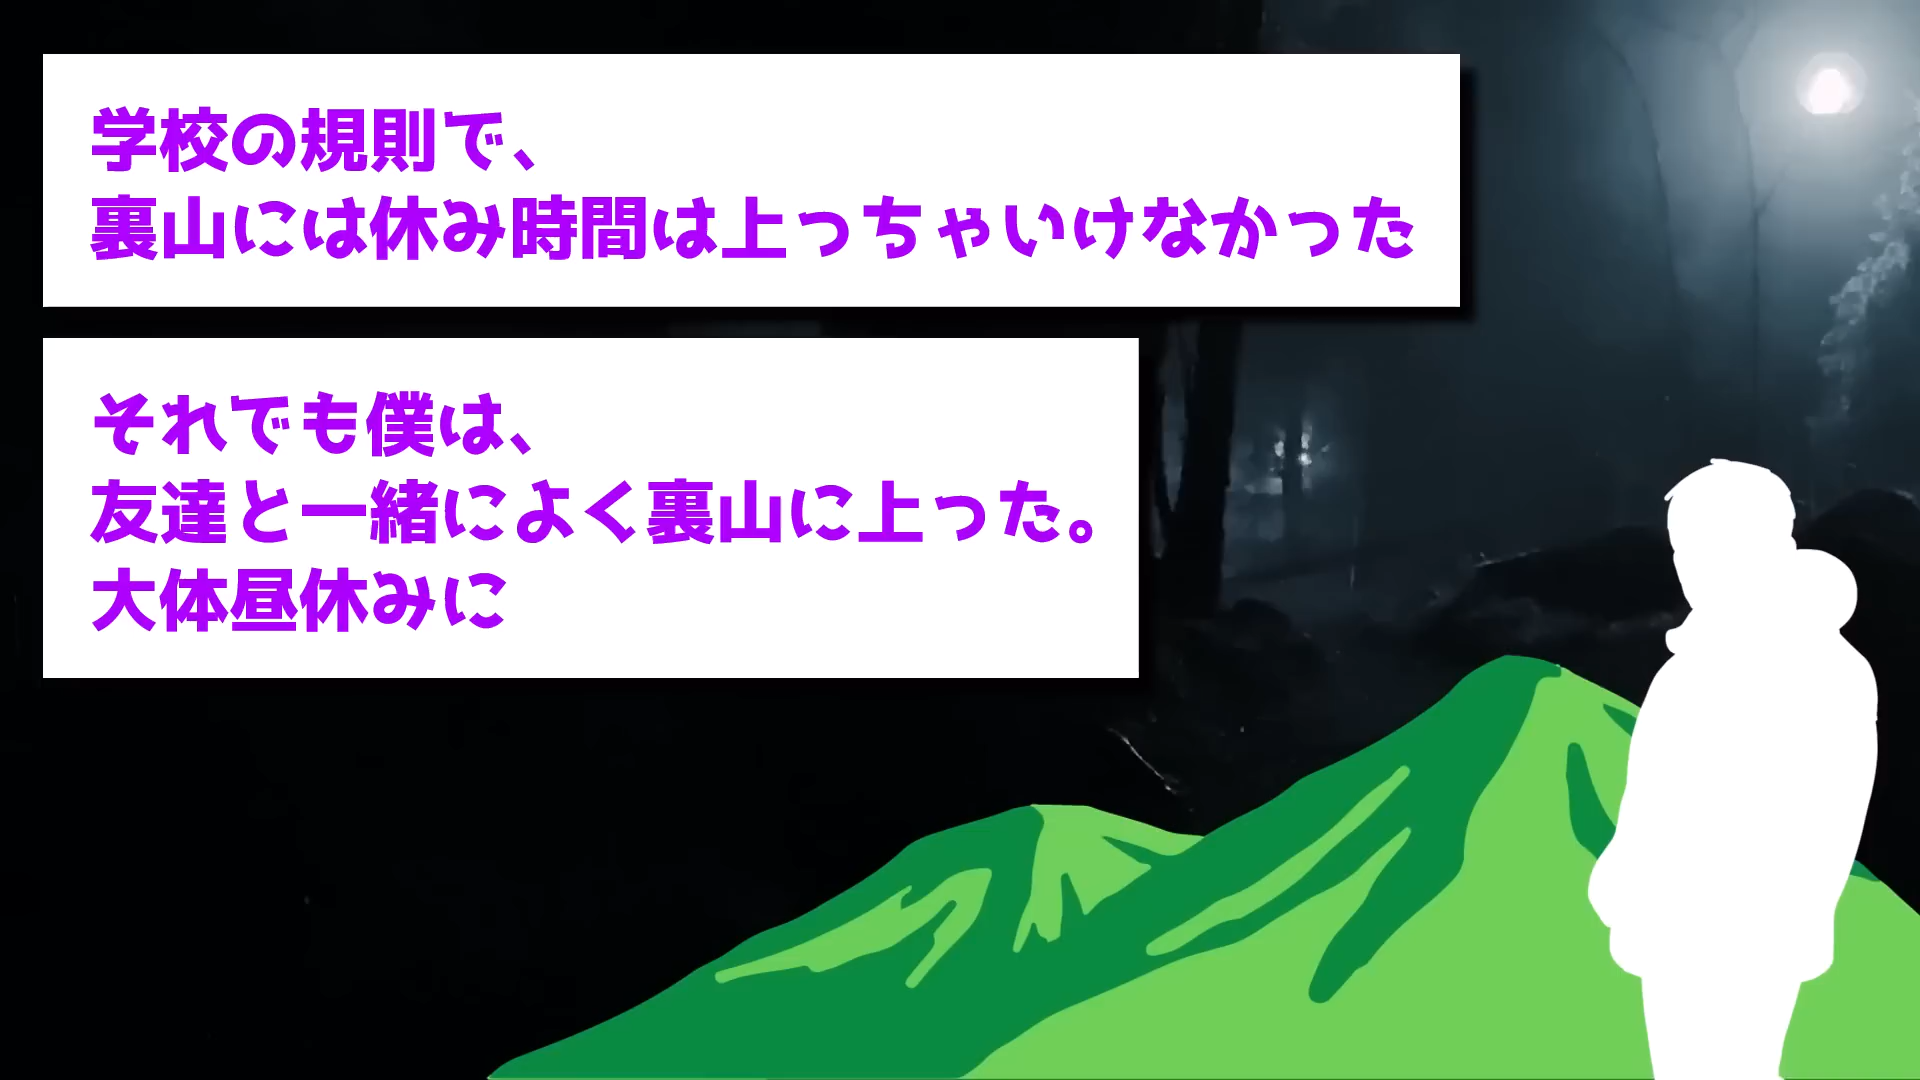 学校の規則で、
裏山には休み時間は上っちゃいけなかった
それでも僕は、
友達と一緒によく裏山に上った。
大体昼休みに